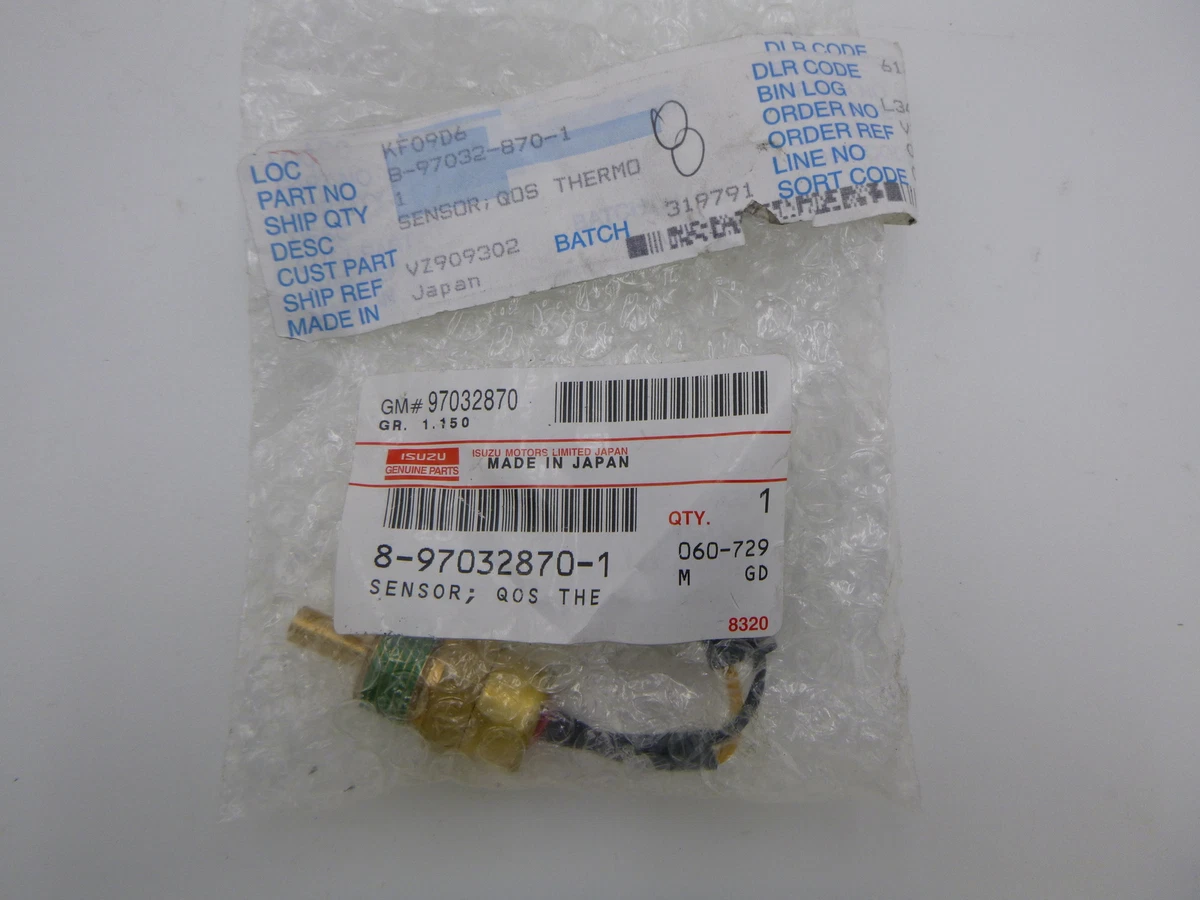 DLR CODE
DLR CODE 61
BIN LOG
ORDER NO
ORDER REF
LINE NO
SORT CODE
LOC KF09D6
PART NO 8-97032-870-1
SHIP QTY 1
DESC SENSOR;QOS THERMO
CUST PART
SHIP REF VZ909302
MADE IN Japan
BATCH 319791
GM# 97032870
GR. 1.150
ISUZU
GENUINE PARTS
ISUZU MOTORS LIMITED JAPAN
MADE IN JAPAN
QTY. 1
8-97032870-1
060-729
SENSOR; QOS THE
M GD
8320